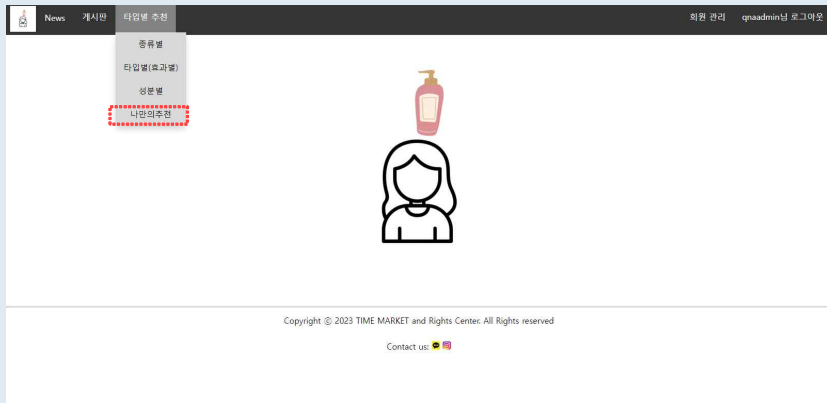 News 게시판 타입별 추천 회원 관리 qnaadmin님 로그아웃
종류별
타입별(효과별)
성분별
나만의추천
Copyright ⓒ 2023 TIME MARKET and Rights Center. All Rights reserved
Contact us: